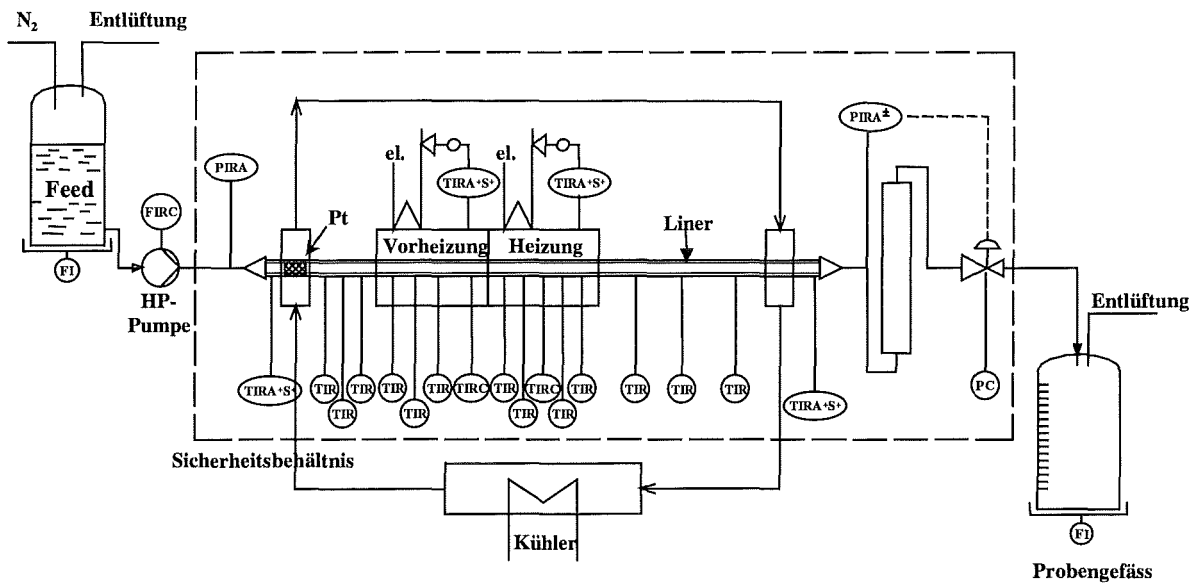 N₂
Entlüftung
Feed
FI
FIRC
HP-
Pumpe
PIRA
Pt
el.
TIRA⁺S⁺
el.
TIRA⁺S⁺
Vorheizung
Heizung
Liner
PIRA±
TIRA⁺S⁺
TIR
TIR
TIR
TIR
TIR
TIR
TIRC
TIR
TIR
TIRC
TIR
TIR
TIR
TIR
TIR
TIRA⁺S⁺
PC
Entlüftung
Sicherheitsbehältnis
Kühler
FI
Probengefäss